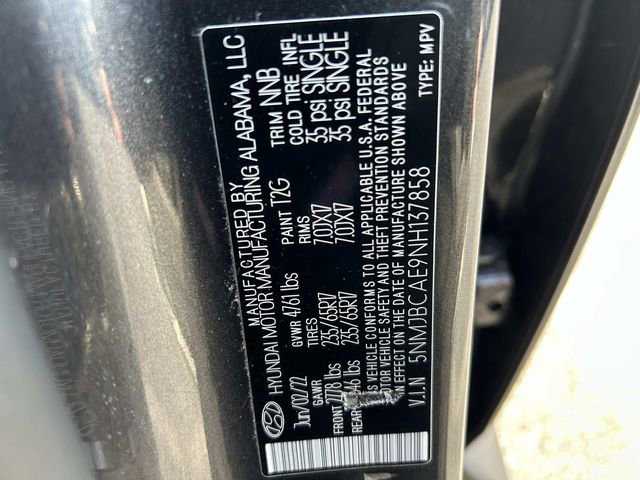 MANUFACTURED BY
HYUNDAI MOTOR MANUFACTURING ALABAMA, LLC
Jun/02/22 GVWR 4761 lbs PAINT T2G TRIM NNB
GAWR TIRES RIMS COLD TIRE INFL
FRONT 2778 lbs 235/65R17 7.0JX17 35 psi SINGLE
REAR 46 lbs 235/65R17 7.0JX17 35 psi SINGLE
THIS VEHICLE CONFORMS TO ALL APPLICABLE U.S.A. FEDERAL
MOTOR VEHICLE SAFETY AND THEFT PREVENTION STANDARDS
IN EFFECT ON THE DATE OF MANUFACTURE SHOWN ABOVE.
V.I.N 5NMJBCAE9NH137858 TYPE: MPV